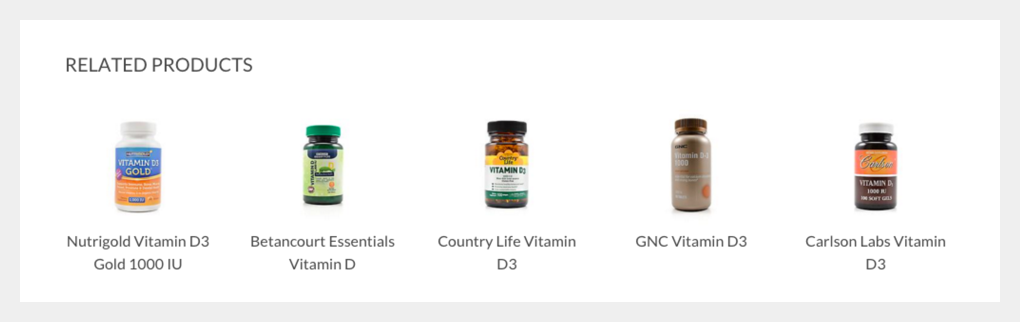 RELATED PRODUCTS
VITAMIN D3
GOLD
VITAMIN D
Country
Life
VITAMIN D3
GNC
Vitamin D-3
1000
Carlson
VITAMIN D3
1000 IU
100 SOFT GELS
Nutrigold Vitamin D3
Gold 1000 IU
Betancourt Essentials
Vitamin D
Country Life Vitamin
D3
GNC Vitamin D3
Carlson Labs Vitamin
D3